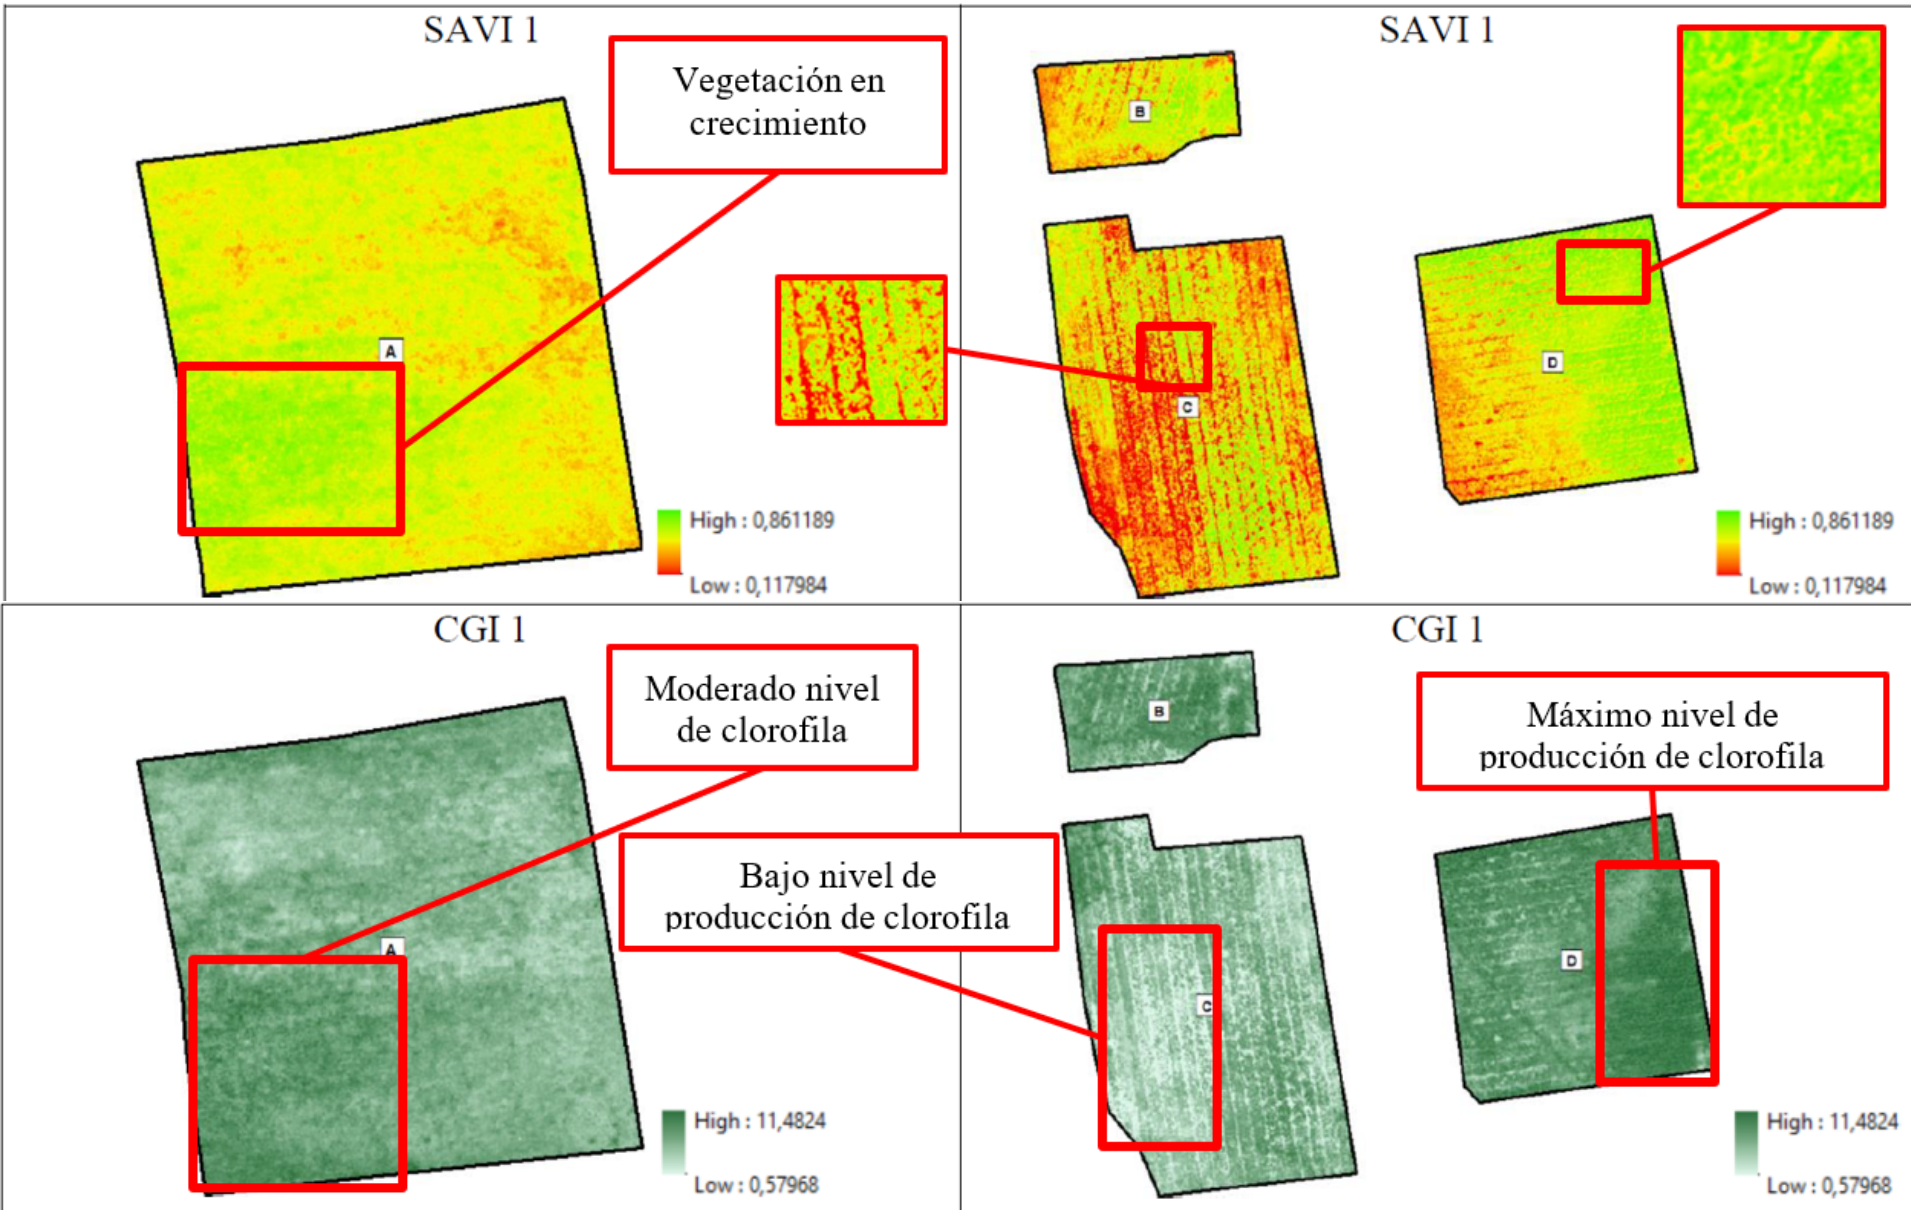 SAVI 1
Vegetación en
crecimiento
A
High : 0,861189
Low : 0,117984
SAVI 1
B
C
D
High : 0,861189
Low : 0,117984
CGI 1
Moderado nivel
de clorofila
A
Bajo nivel de
producción de clorofila
High : 11,4824
Low : 0,57968
CGI 1
B
Máximo nivel de
producción de clorofila
C
D
High : 11,4824
Low : 0,57968